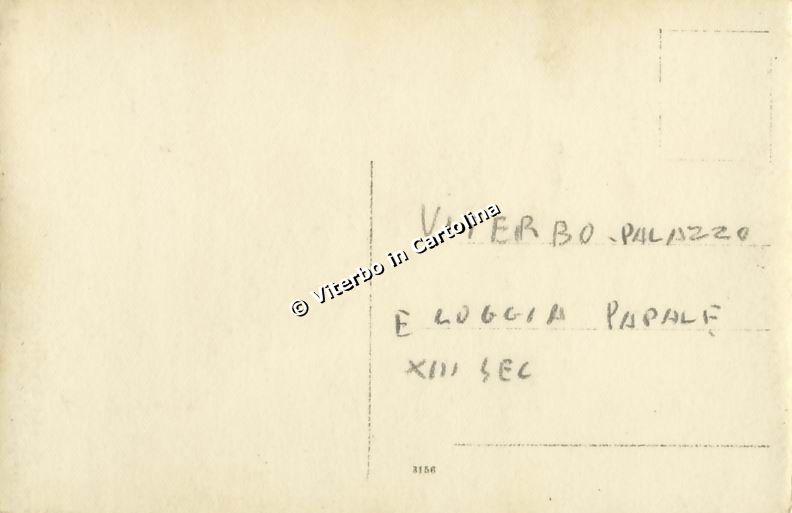 VITERBO - PALAZZO
E LOGGIA PAPALE
XIII SEC
3156
© Viterbo in Cartolina